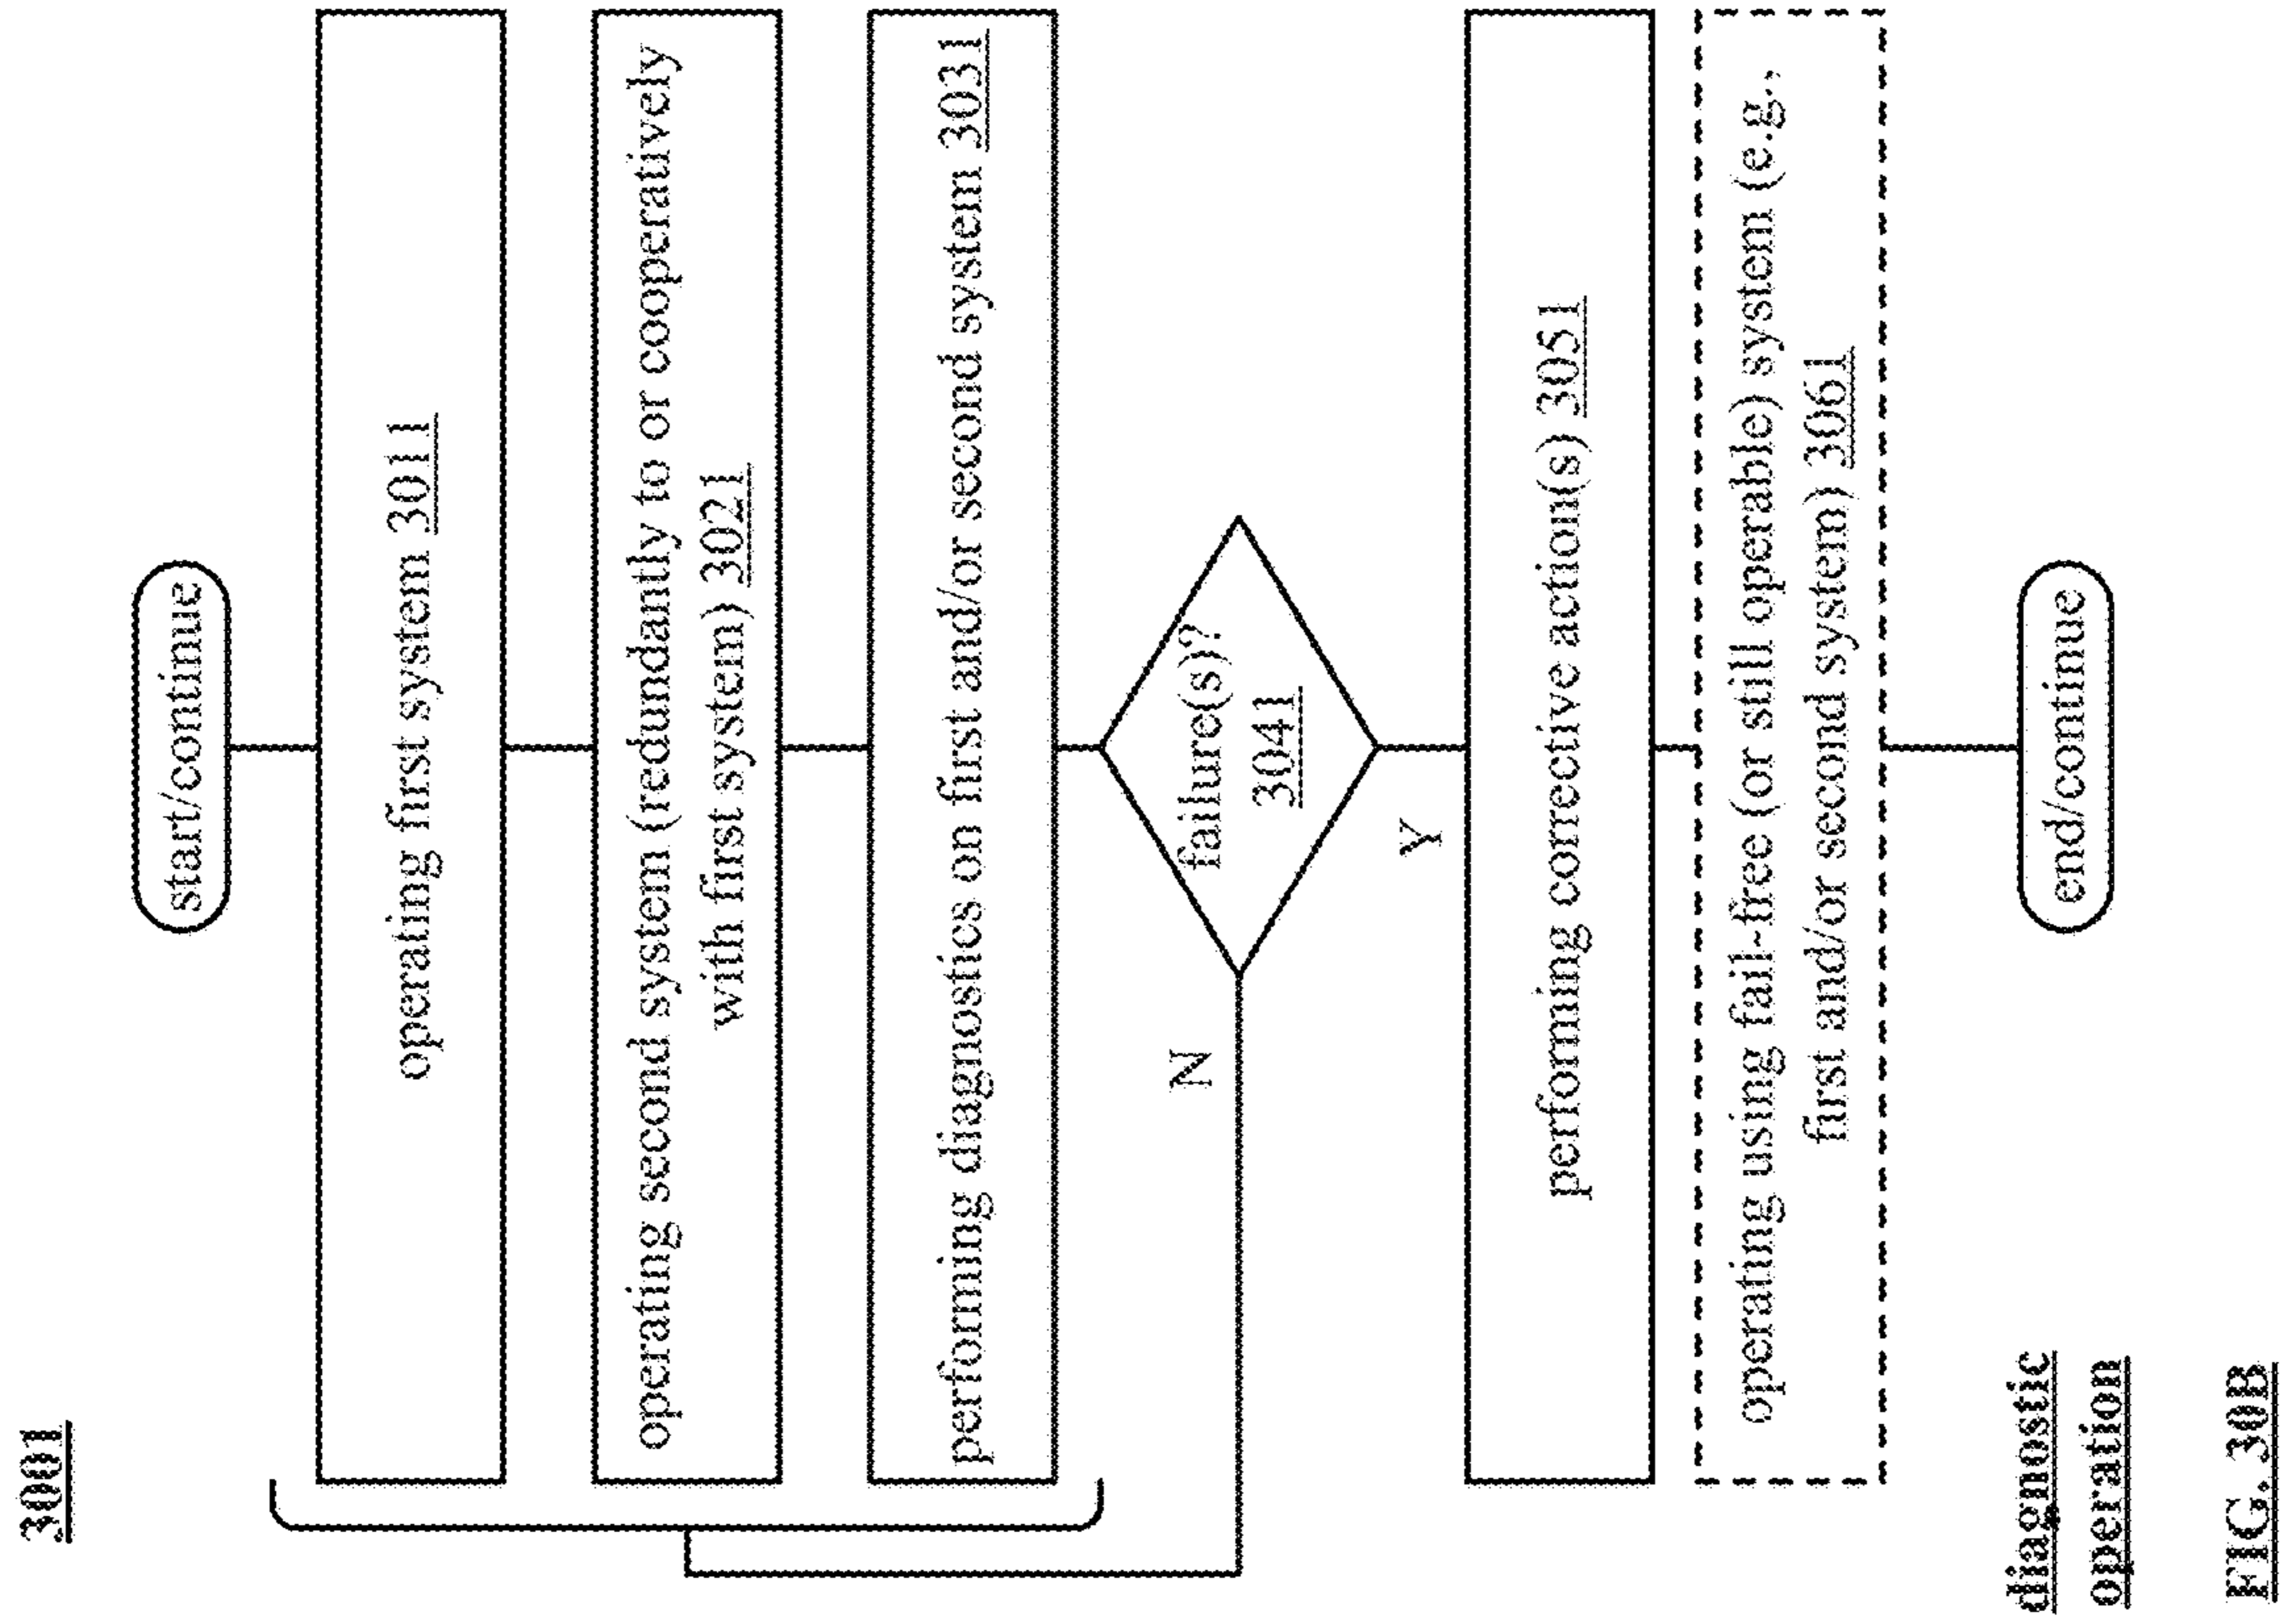 3001
start/continue
operating first system 3011
operating second system (redundantly to or cooperatively
with first system) 3021
performing diagnostics on first and/or second system 3031
failure(s)?
3041
N
Y
performing corrective action(s) 3051
operating using fail-free (or still operable) system (e.g.,
first and/or second system) 3061
end/continue
diagnostic
operation
FIG. 30B